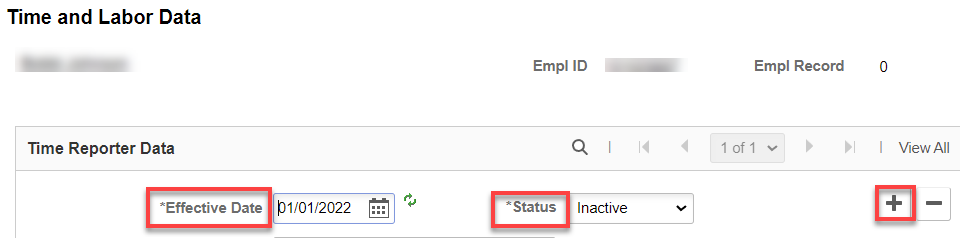 Time and Labor Data
Empl ID Empl Record 0
Time Reporter Data 1 of 1 View All
*Effective Date 01/01/2022 *Status Inactive